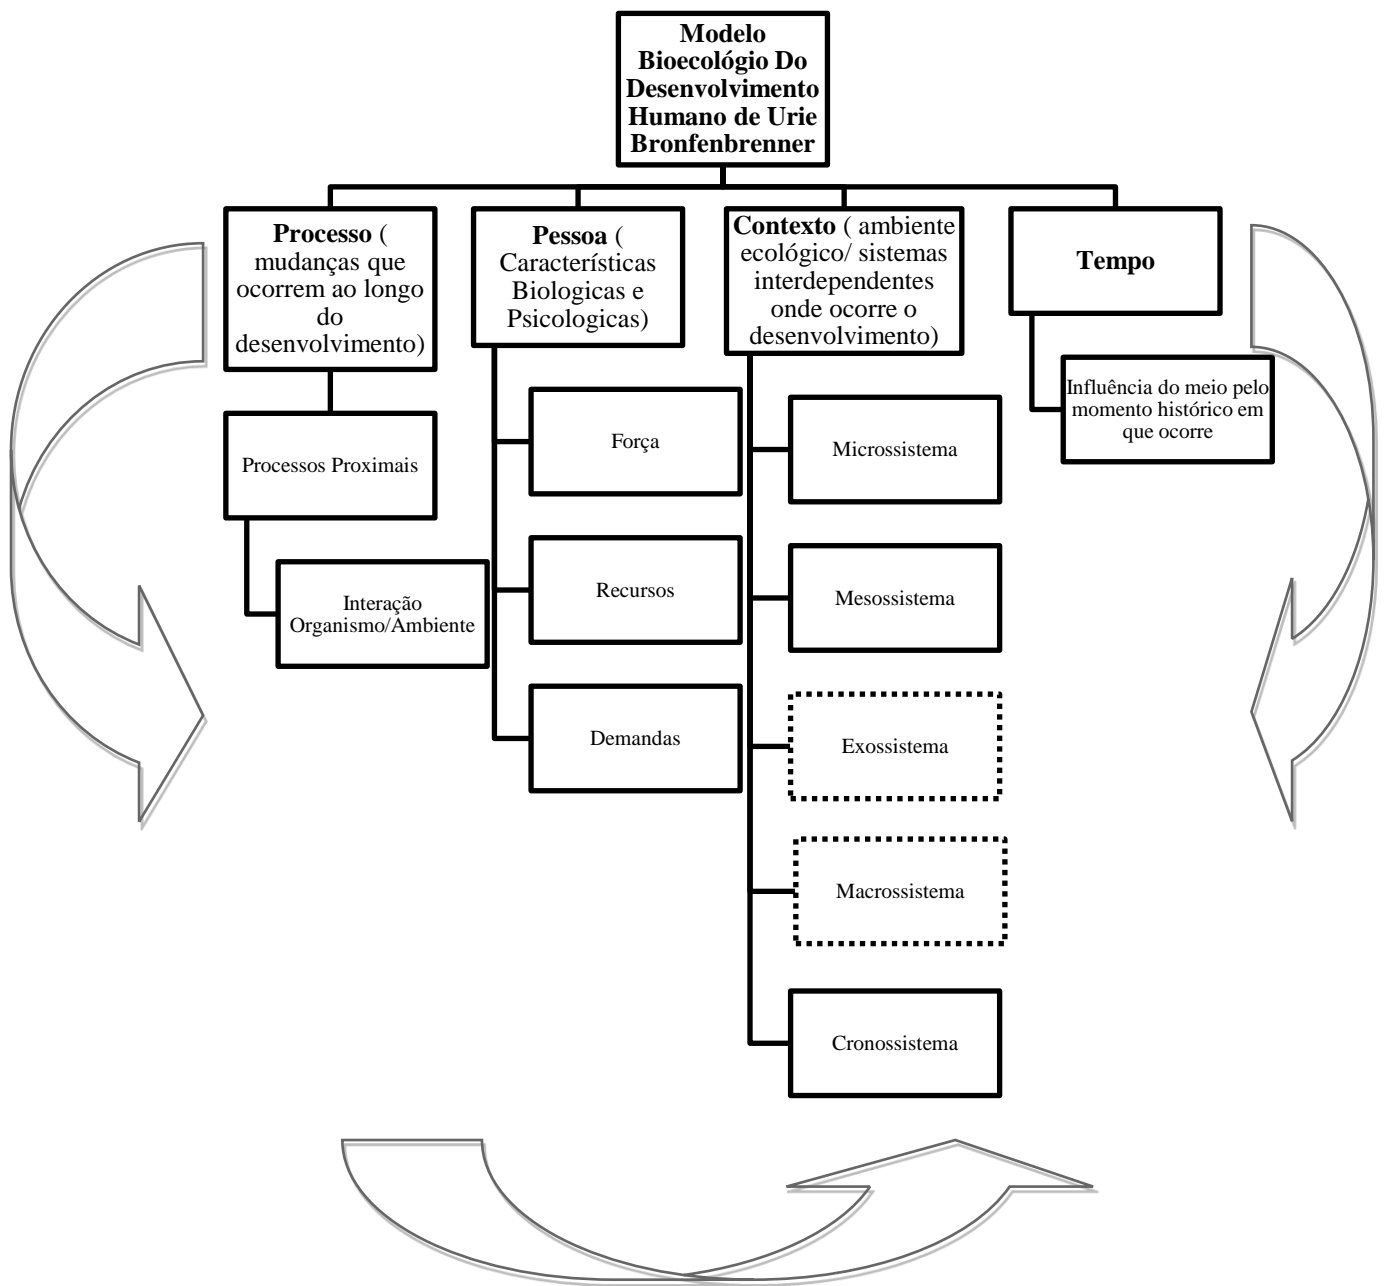 Modelo
Bioecológio Do
Desenvolvimento
Humano de Urie
Bronfenbrenner
Processo (
mudanças que
ocorrem ao longo
do
desenvolvimento)
Pessoa (
Características
Biologicas e
Psicologicas)
Contexto ( ambiente
ecológico/ sistemas
interdependentes
onde ocorre o
desenvolvimento)
Tempo
Processos Proximais
Interação
Organismo/Ambiente
Força
Recursos
Demandas
Microssistema
Mesossistema
Exossistema
Macrossistema
Cronossistema
Influência do meio pelo
momento histórico em
que ocorre